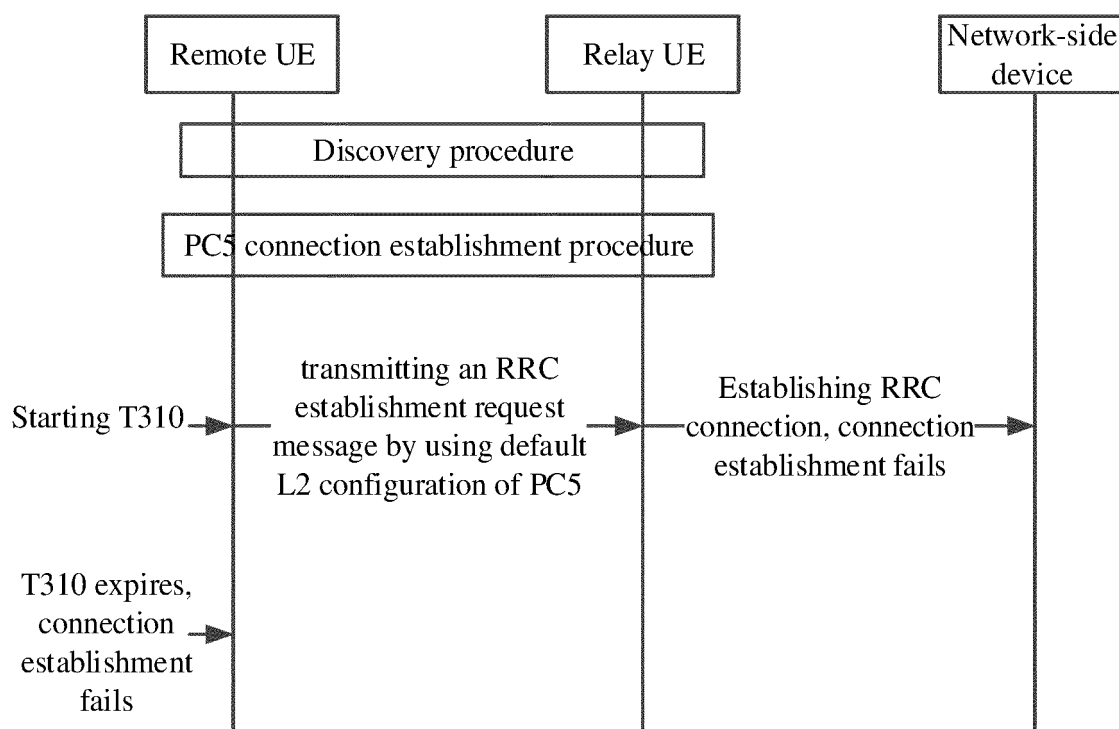 Remote UE
Relay UE
Network-side
device
Discovery procedure
PC5 connection establishment procedure
Starting T310
transmitting an RRC
establishment request
message by using default
L2 configuration of PC5
Establishing RRC
connection, connection
establishment fails
T310 expires,
connection
establishment
fails